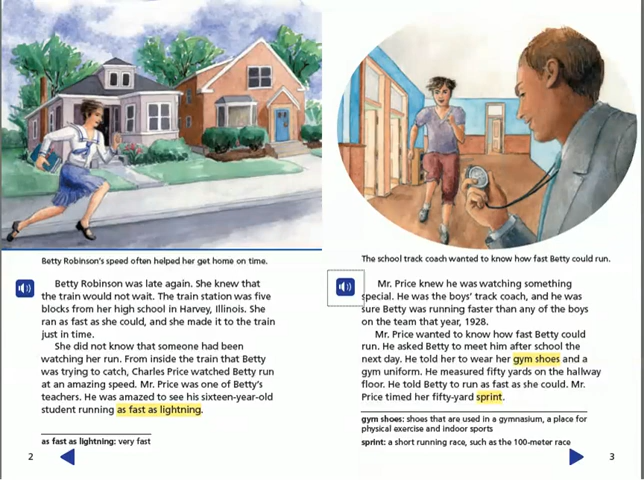 Betty Robinson's speed often helped her get home on time.
Betty Robinson was late again. She knew that
the train would not wait. The train station was five
blocks from her high school in Harvey, Illinois. She
ran as fast as she could, and she made it to the train
just in time.
She did not know that someone had been
watching her run. From inside the train that Betty
was trying to catch, Charles Price watched Betty run
at an amazing speed. Mr. Price was one of Betty's
teachers. He was amazed to see his sixteen-year-old
student running as fast as lightning.
as fast as lightning: very fast
2
The school track coach wanted to know how fast Betty could run.
Mr. Price knew he was watching something
special. He was the boys' track coach, and he was
sure Betty was running faster than any of the boys
on the team that year, 1928.
Mr. Price wanted to know how fast Betty could
run. He asked Betty to meet him after school the
next day. He told her to wear her gym shoes and a
gym uniform. He measured fifty yards on the hallway
floor. He told Betty to run as fast as she could. Mr.
Price timed her fifty-yard sprint.
gym shoes: shoes that are used in a gymnasium, a place for
physical exercise and indoor sports
sprint: a short running race, such as the 100-meter race
3